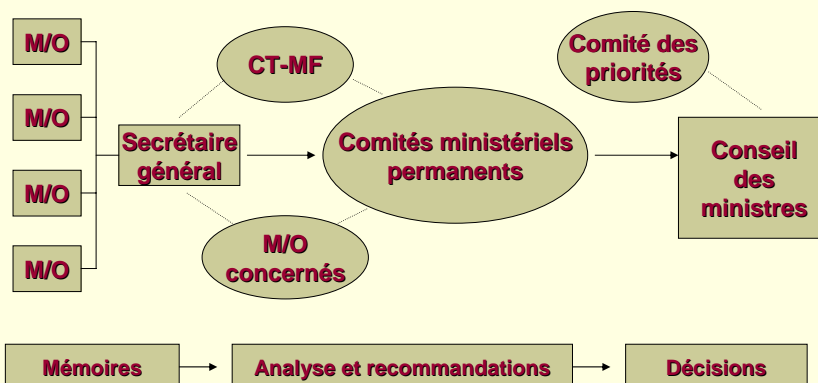 M/O
M/O
M/O
M/O
CT-MF
Secrétaire
général
M/O
concernés
Comités ministériels
permanents
Comité des
priorités
Conseil
des
ministres
Mémoires
Analyse et recommandations
Décisions